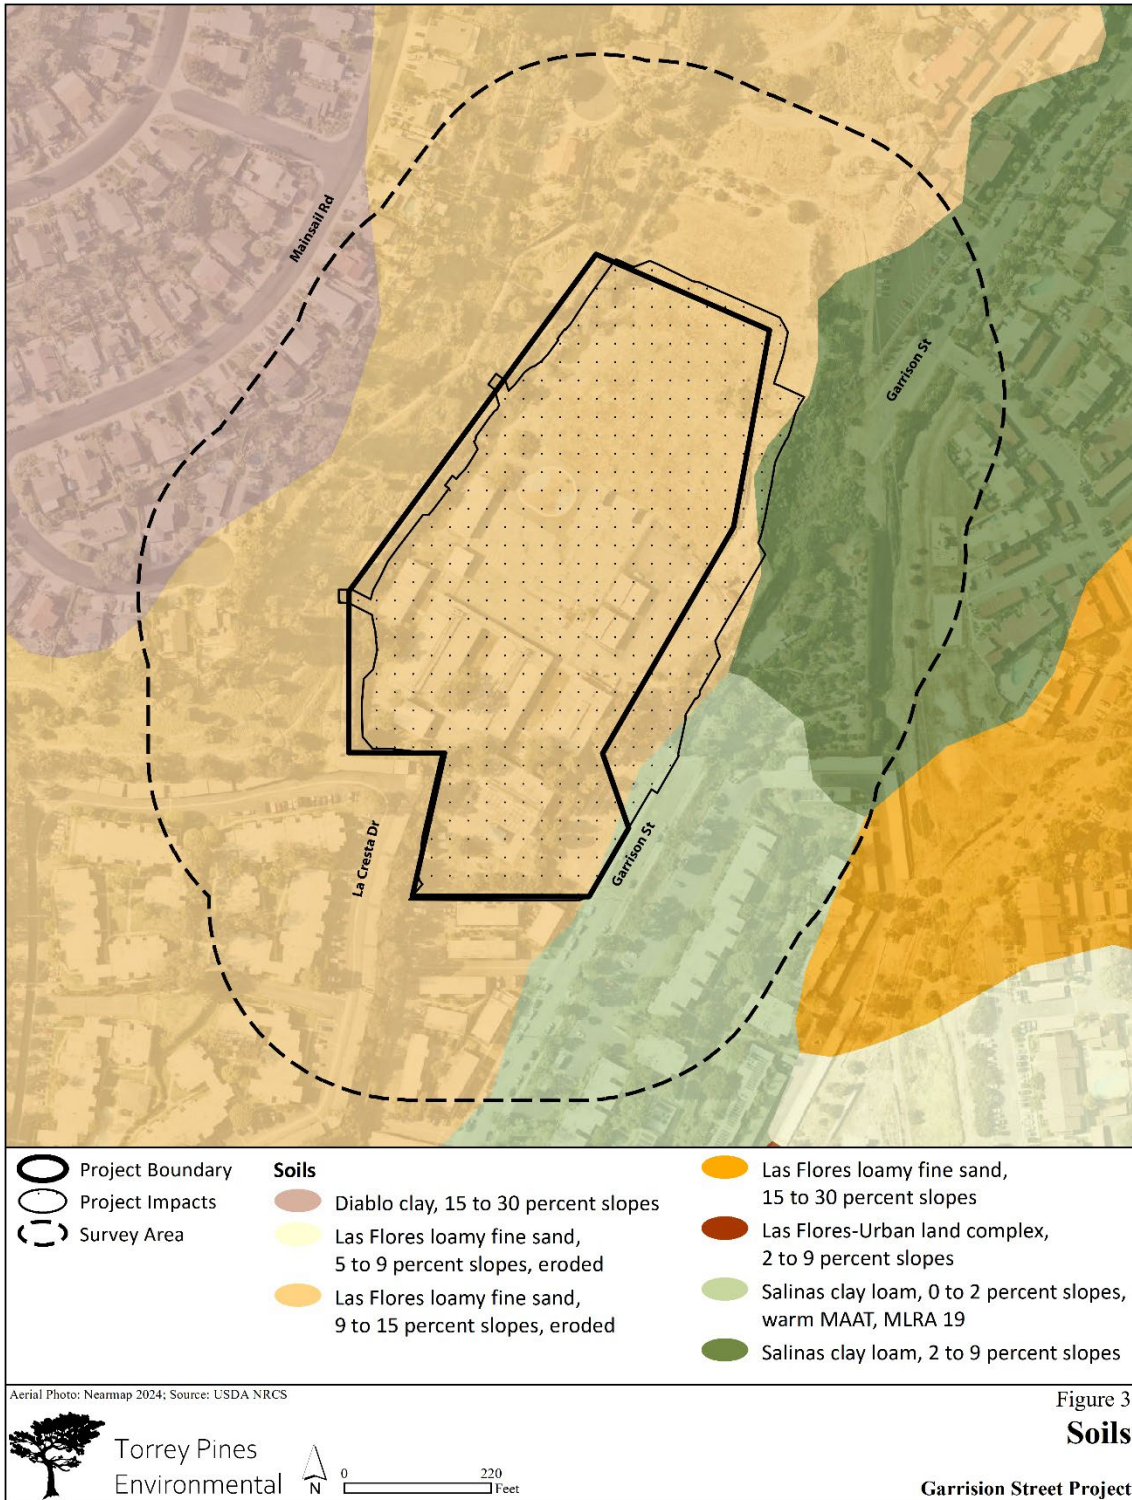 Mainsail Rd
Garrison St
La Cresta Dr
Garrison St
Project Boundary
Project Impacts
Survey Area
Soils
Diablo clay, 15 to 30 percent slopes
Las Flores loamy fine sand,
5 to 9 percent slopes, eroded
Las Flores loamy fine sand,
9 to 15 percent slopes, eroded
Las Flores loamy fine sand,
15 to 30 percent slopes
Las Flores-Urban land complex,
2 to 9 percent slopes
Salinas clay loam, 0 to 2 percent slopes,
warm MAAT, MLRA 19
Salinas clay loam, 2 to 9 percent slopes
Aerial Photo: Nearmap 2024; Source: USDA NRCS
Torrey Pines
Environmental
N
0 220
Feet
Figure 3
Soils
Garrision Street Project